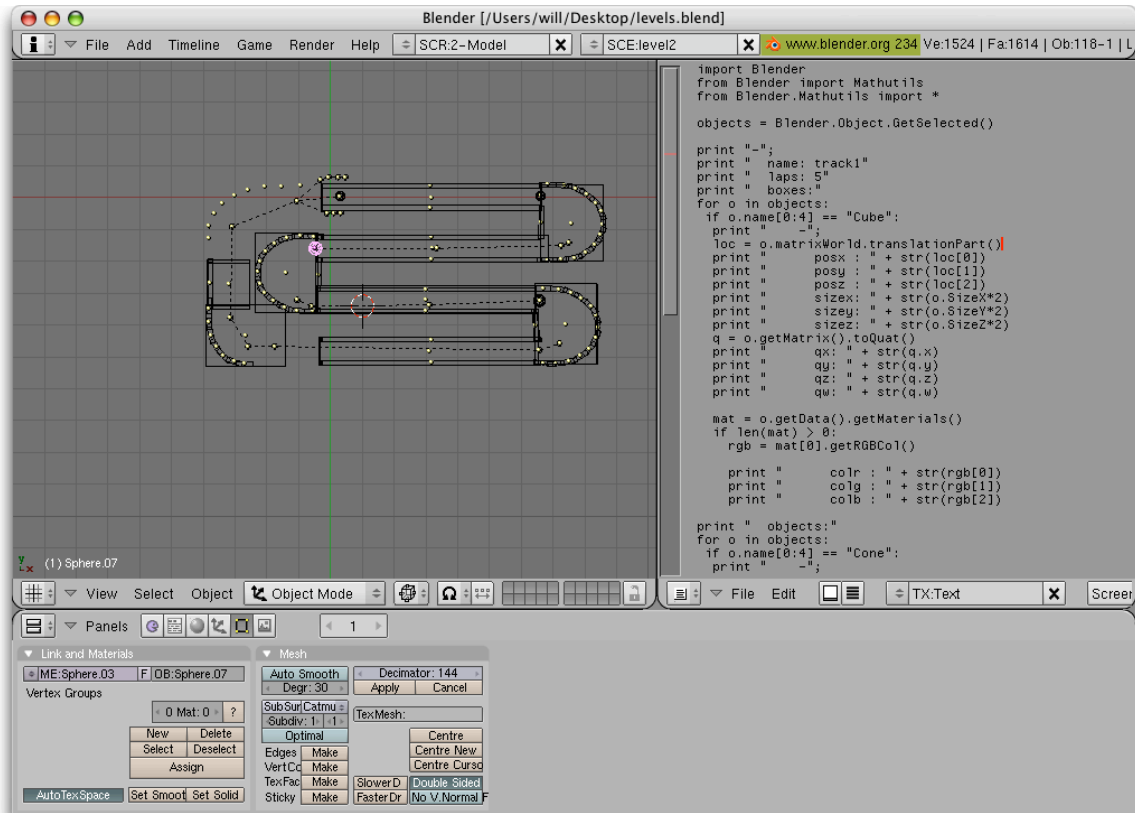 Blender [/Users/will/Desktop/levels.blend]
File Add Timeline Game Render Help SCR:2-Model SCE:level2 www.blender.org 234 Ve:1524 | Fa:1614 | Ob:118-1 | L
import Blender
from Blender import Mathutils
from Blender.Mathutils import *
objects = Blender.Object.GetSelected()
print "-";
print "  name: track1"
print "  laps: 5"
print "  boxes:"
for o in objects:
if o.name[0:4] == "Cube":
print "    -";
loc = o.matrixWorld.translationPart()
print "      posx : " + str(loc[0])
print "      posy : " + str(loc[1])
print "      posz : " + str(loc[2])
print "      sizex: " + str(o.SizeX*2)
print "      sizey: " + str(o.SizeY*2)
print "      sizez: " + str(o.SizeZ*2)
q = o.getMatrix().toQuat()
print "      qx: " + str(q.x)
print "      qy: " + str(q.y)
print "      qz: " + str(q.z)
print "      qw: " + str(q.w)
mat = o.getData().getMaterials()
if len(mat) > 0:
rgb = mat[0].getRGBCol()
print "      colr : " + str(rgb[0])
print "      colg : " + str(rgb[1])
print "      colb : " + str(rgb[2])
print "  objects:"
for o in objects:
if o.name[0:4] == "Cone":
print "    -";
y
x (1) Sphere.07
View Select Object Object Mode
File Edit TX:Text Screen
Panels 1
Link and Materials
ME:Sphere.03 F OB:Sphere.07
Vertex Groups
0 Mat: 0 ?
New Delete
Select Deselect
Assign
AutoTexSpace Set Smoot Set Solid
Mesh
Auto Smooth Decimator: 144
Degr: 30 Apply Cancel
SubSur Catmu
Subdiv: 1 1 TexMesh:
Optimal Centre
Edges Make Centre New
VertCo Make Centre Curso
TexFac Make SlowerD Double Sided
Sticky Make FasterDr No V.Normal F